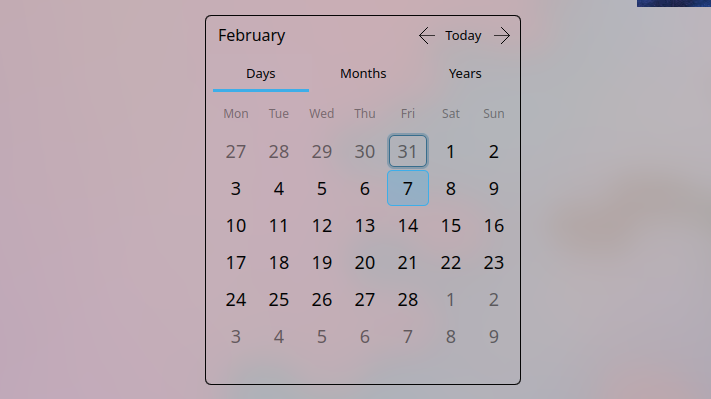 February ← Today →
Days Months Years
Mon Tue Wed Thu Fri Sat Sun
27 28 29 30 31 1 2
3 4 5 6 7 8 9
10 11 12 13 14 15 16
17 18 19 20 21 22 23
24 25 26 27 28 1 2
3 4 5 6 7 8 9